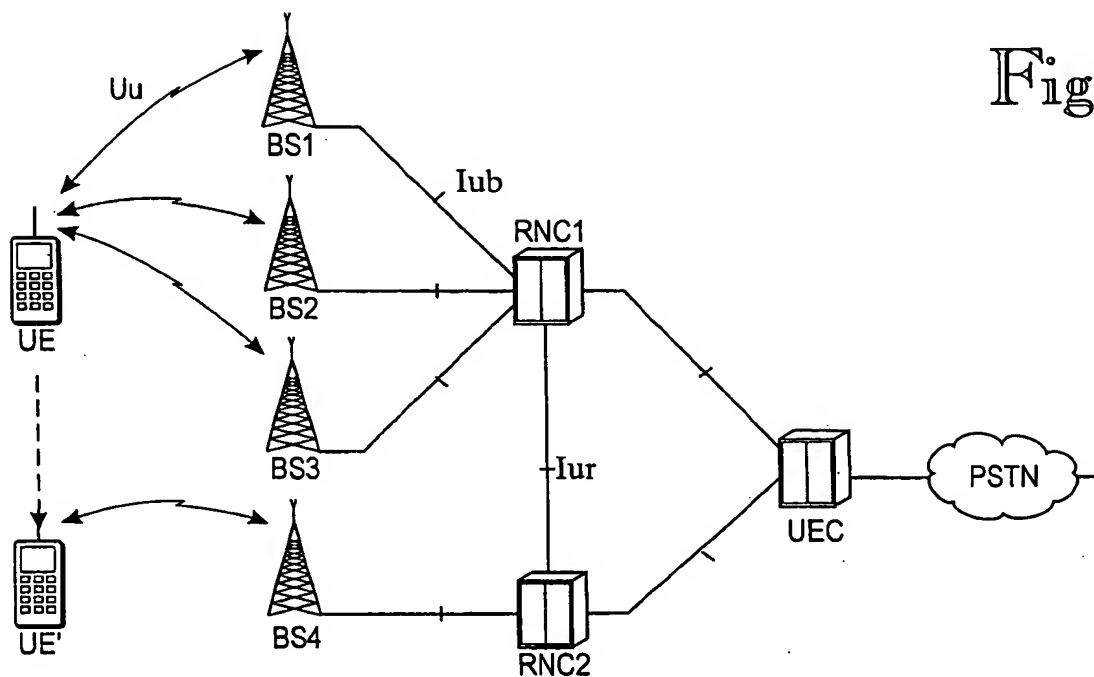 Fig
Uu
BS1
Iub
RNC1
UE
BS2
BS3
Iur
UEC
PSTN
UE'
BS4
RNC2